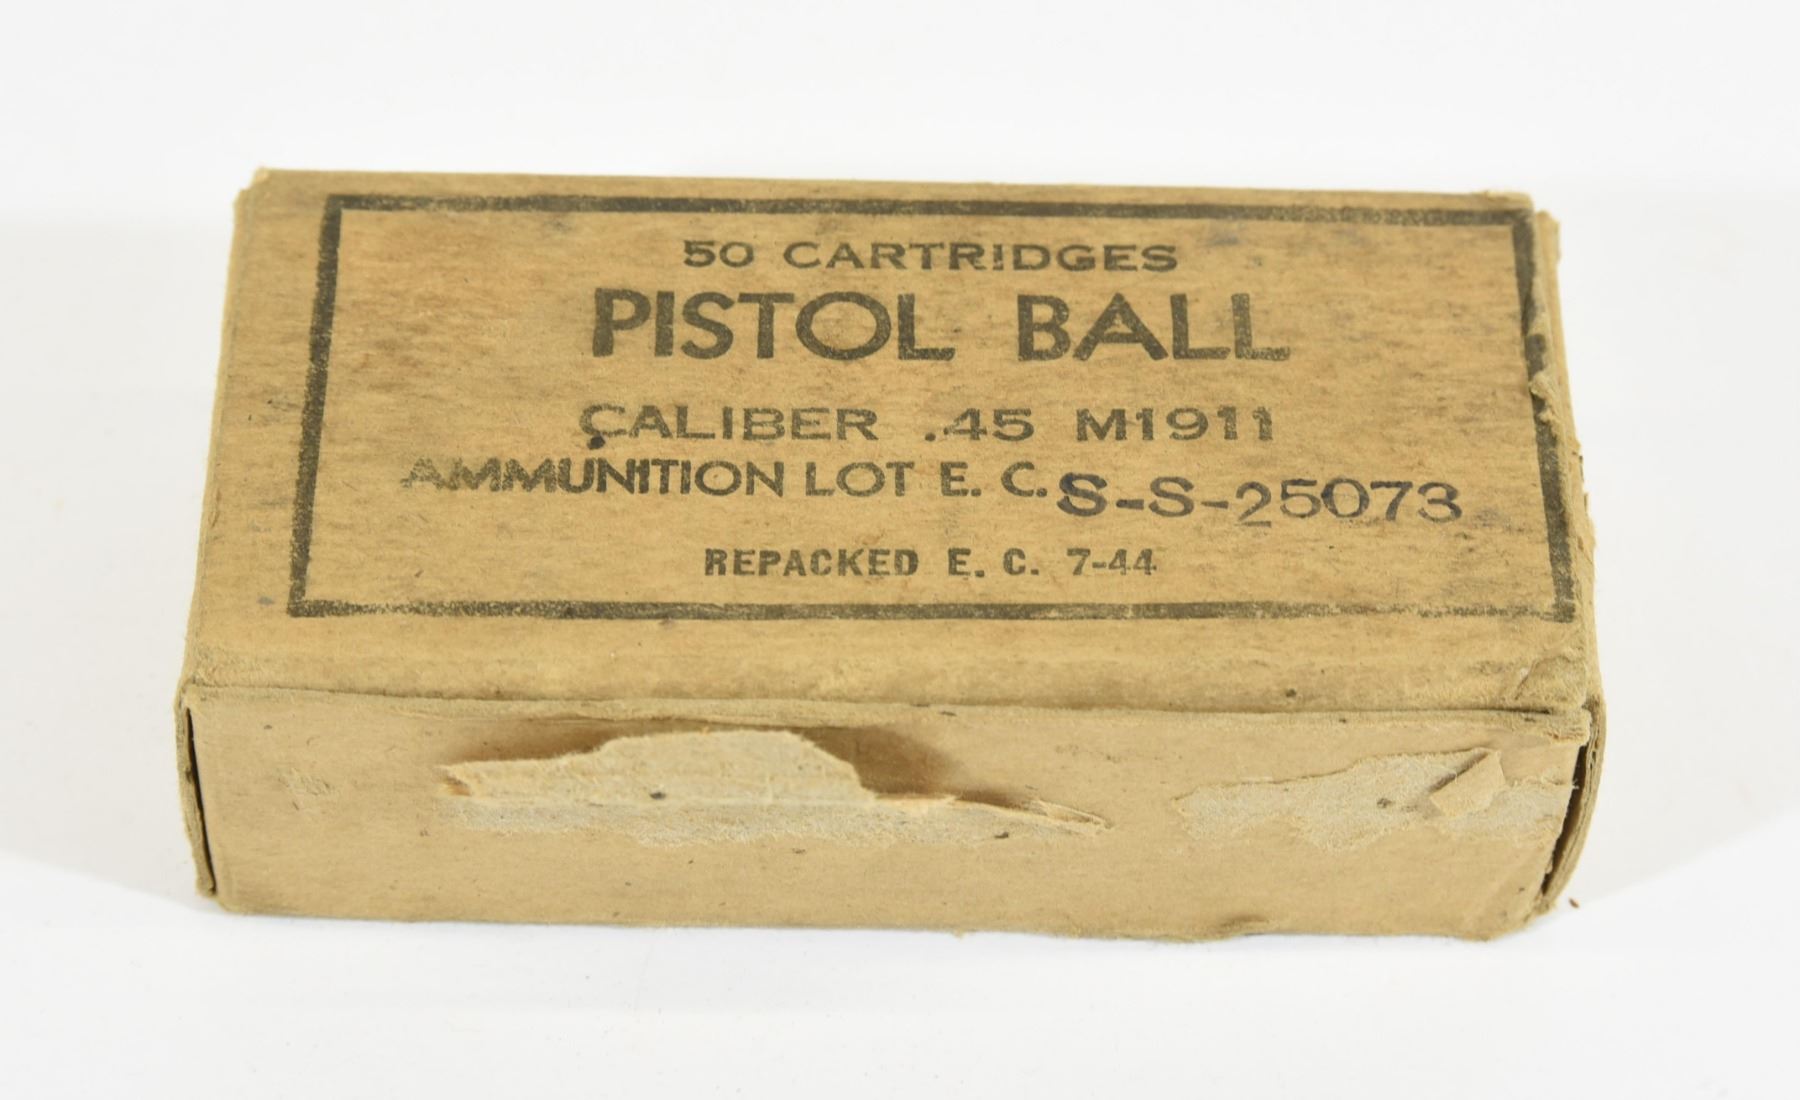 50 CARTRIDGES
PISTOL BALL
CALIBER .45 M1911
AMMUNITION LOT E. C. S-S-25073
REPACKED E. C. 7-44